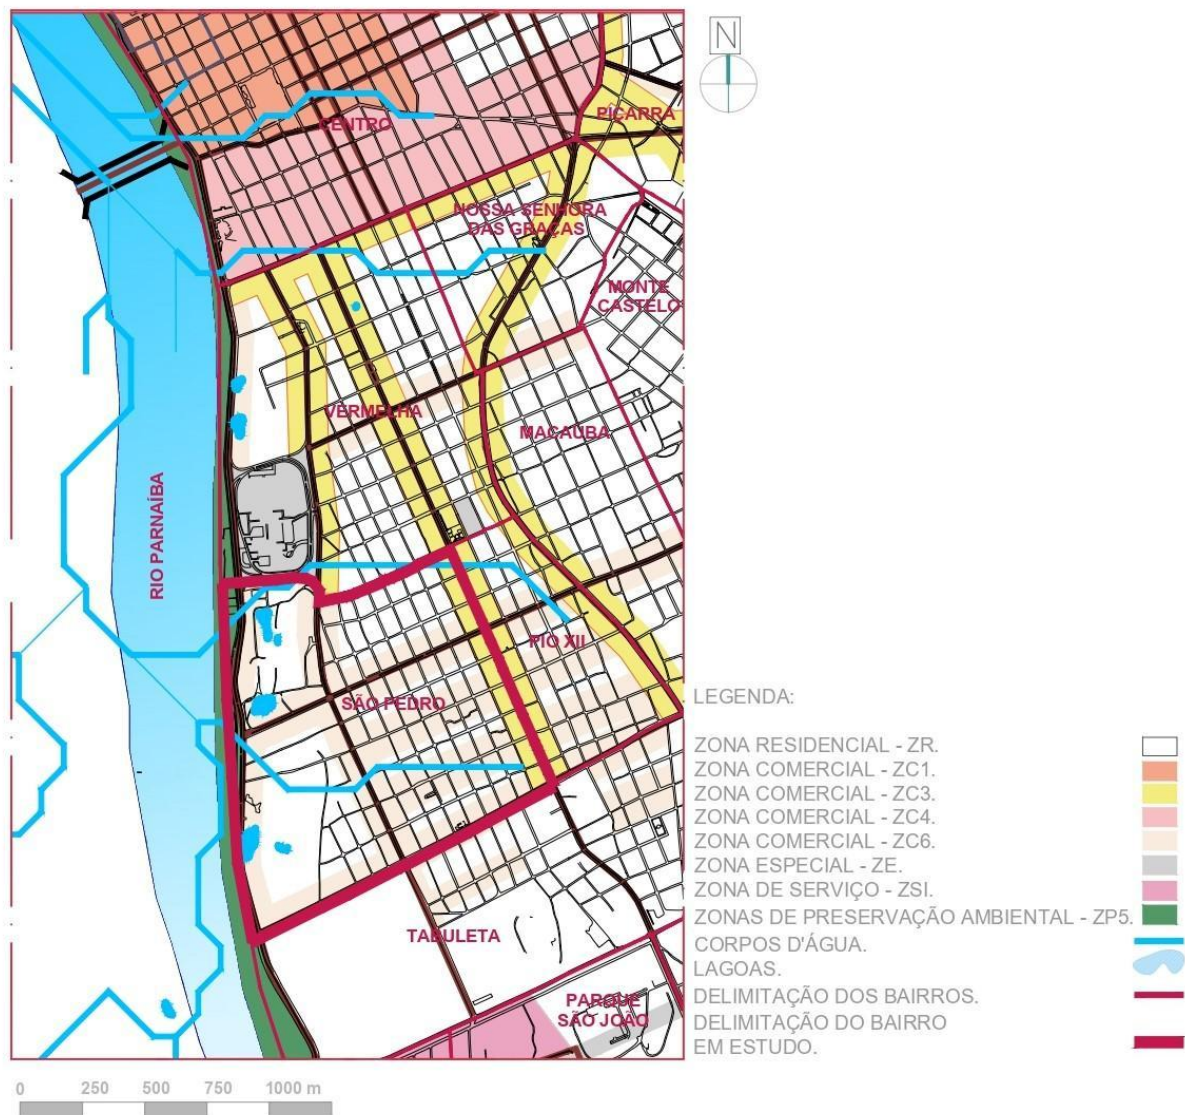 N
CENTRO
PIÇARRA
NOSSA SENHORA
DAS GRAÇAS
MONTE
CASTELO
VERMELHA
MACAÚBA
RIO PARNAÍBA
PIO XII
SÃO PEDRO
TABULETA
PARQUE
SÃO JOÃO
LEGENDA:
ZONA RESIDENCIAL - ZR.
ZONA COMERCIAL - ZC1.
ZONA COMERCIAL - ZC3.
ZONA COMERCIAL - ZC4.
ZONA COMERCIAL - ZC6.
ZONA ESPECIAL - ZE.
ZONA DE SERVIÇO - ZSI.
ZONAS DE PRESERVAÇÃO AMBIENTAL - ZP5.
CORPOS D'ÁGUA.
LAGOAS.
DELIMITAÇÃO DOS BAIRROS.
DELIMITAÇÃO DO BAIRRO
EM ESTUDO.
0 250 500 750 1000 m